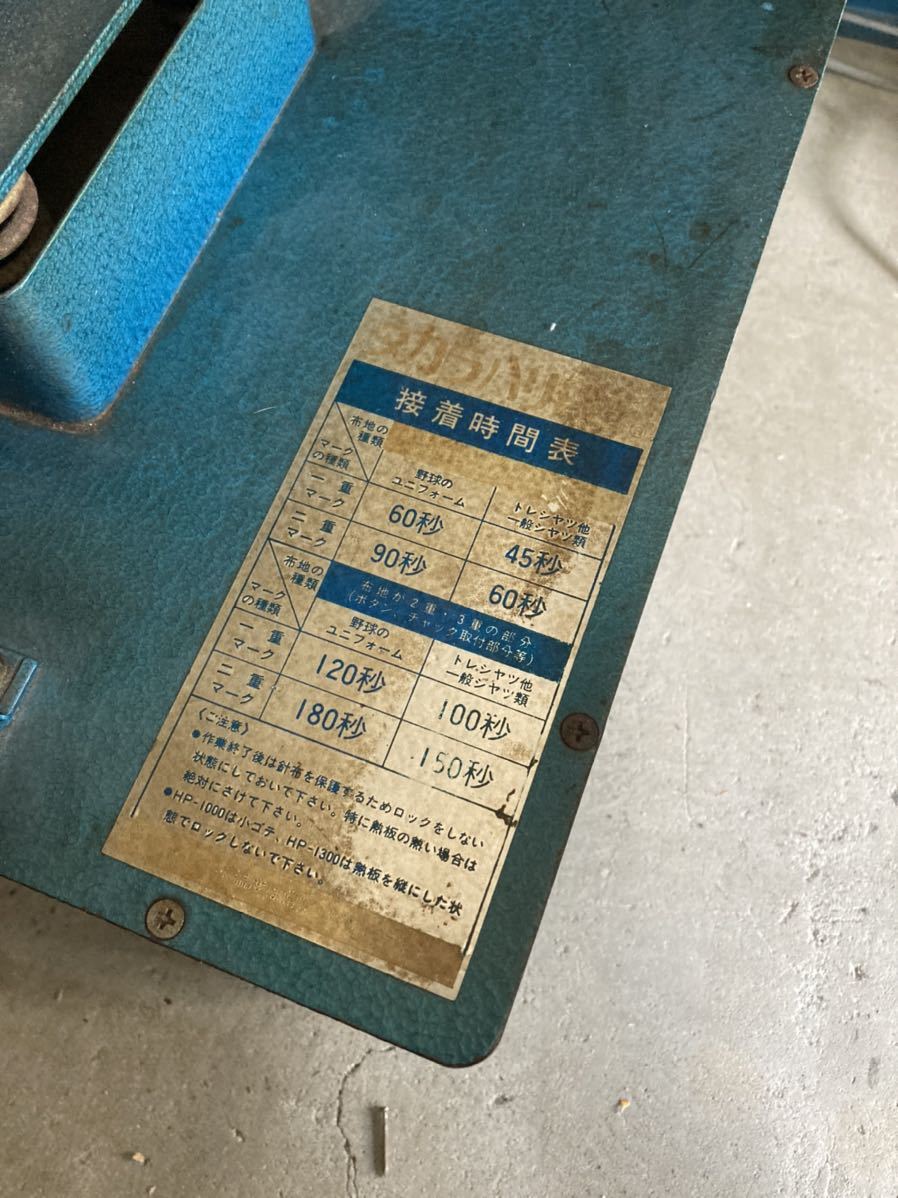 タカラハリ
接着時間表
布地の
種類
マーク
の種類
野球の
ユニフォーム
トレシャツ他
一般シャツ類
一重
マーク
60秒
45秒
二重
マーク
90秒
60秒
布地の
種類
マーク
の種類
布地が2重・3重の部分
(ボタン、チャック取付部分等)
野球の
ユニフォーム
トレシャツ他
一般シャツ類
一重
マーク
120秒
100秒
二重
マーク
180秒
150秒
〈ご注意〉
●作業終了後は針布を保護するためロックをしない
状態にしておいて下さい。特に熱板の熱い場合は
絶対にさけて下さい。
●HP-1000は小ゴテ、HP-1300は熱板を縦にした状
態でロックしないで下さい。